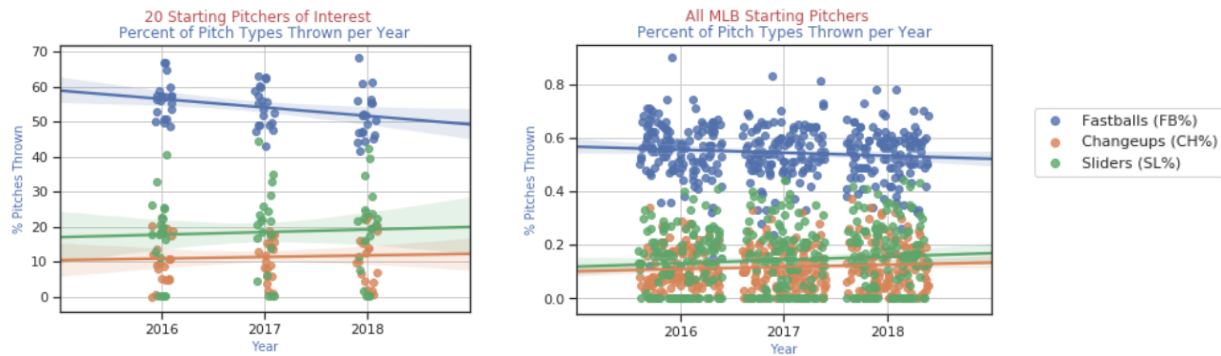 20 Starting Pitchers of Interest
Percent of Pitch Types Thrown per Year
% Pitches Thrown
70
60
50
40
30
20
10
0
2016
2017
2018
Year
All MLB Starting Pitchers
Percent of Pitch Types Thrown per Year
% Pitches Thrown
0.8
0.6
0.4
0.2
0.0
2016
2017
2018
Year
Fastballs (FB%)
Changeups (CH%)
Sliders (SL%)